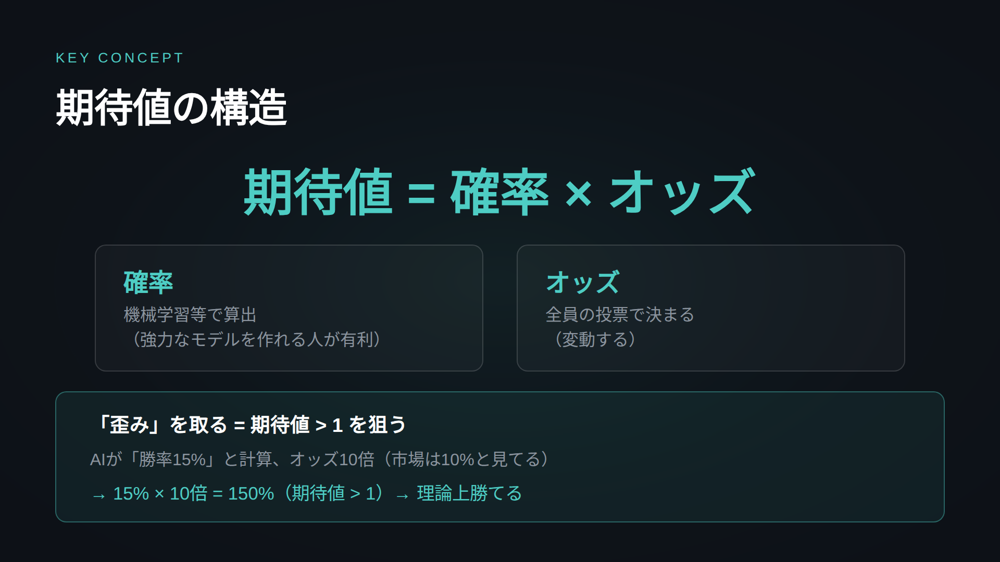 KEY CONCEPT
期待値の構造
期待値 = 確率 × オッズ
確率
機械学習等で算出
（強力なモデルを作れる人が有利）
オッズ
全員の投票で決まる
（変動する）
「歪み」を取る = 期待値 > 1 を狙う
AIが「勝率15%」と計算、オッズ10倍（市場は10%と見てる）
→ 15% × 10倍 = 150%（期待値 > 1）→ 理論上勝てる